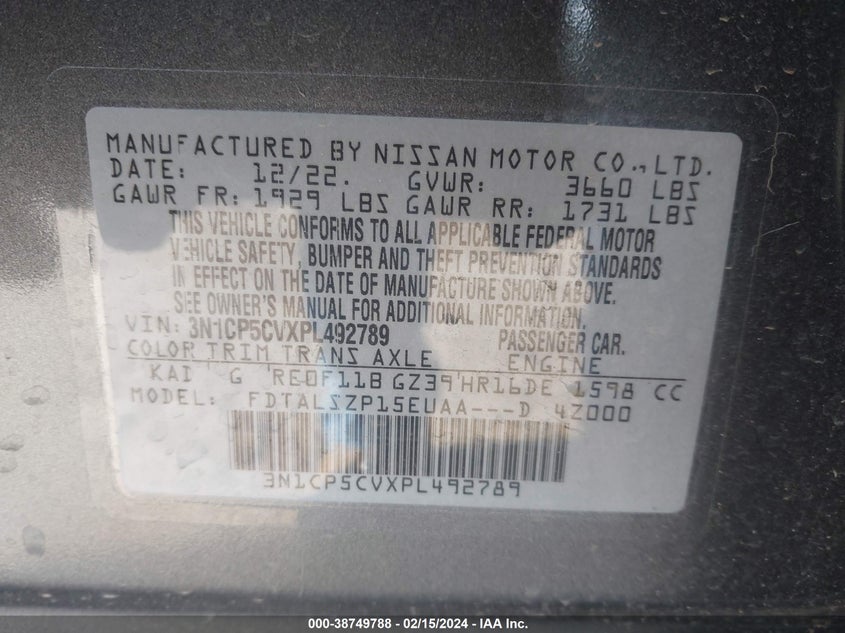 MANUFACTURED BY NISSAN MOTOR CO.,LTD.
DATE: 12/22. GVWR: 3660 LBS
GAWR FR: 1929 LBS GAWR RR: 1731 LBS
THIS VEHICLE CONFORMS TO ALL APPLICABLE FEDERAL MOTOR
VEHICLE SAFETY, BUMPER AND THEFT PREVENTION STANDARDS
IN EFFECT ON THE DATE OF MANUFACTURE SHOWN ABOVE.
SEE OWNER'S MANUAL FOR ADDITIONAL INFORMATION.
VIN: 3N1CP5CVXPL492789 PASSENGER CAR.
COLOR TRIM TRANS AXLE ENGINE
KAD G RE0F11B GZ39 HR16DE 1598 CC
MODEL: FDTALSZP15EUAA---D 4Z000
3N1CP5CVXPL492789
000-38749788 - 02/15/2024 - IAA Inc.